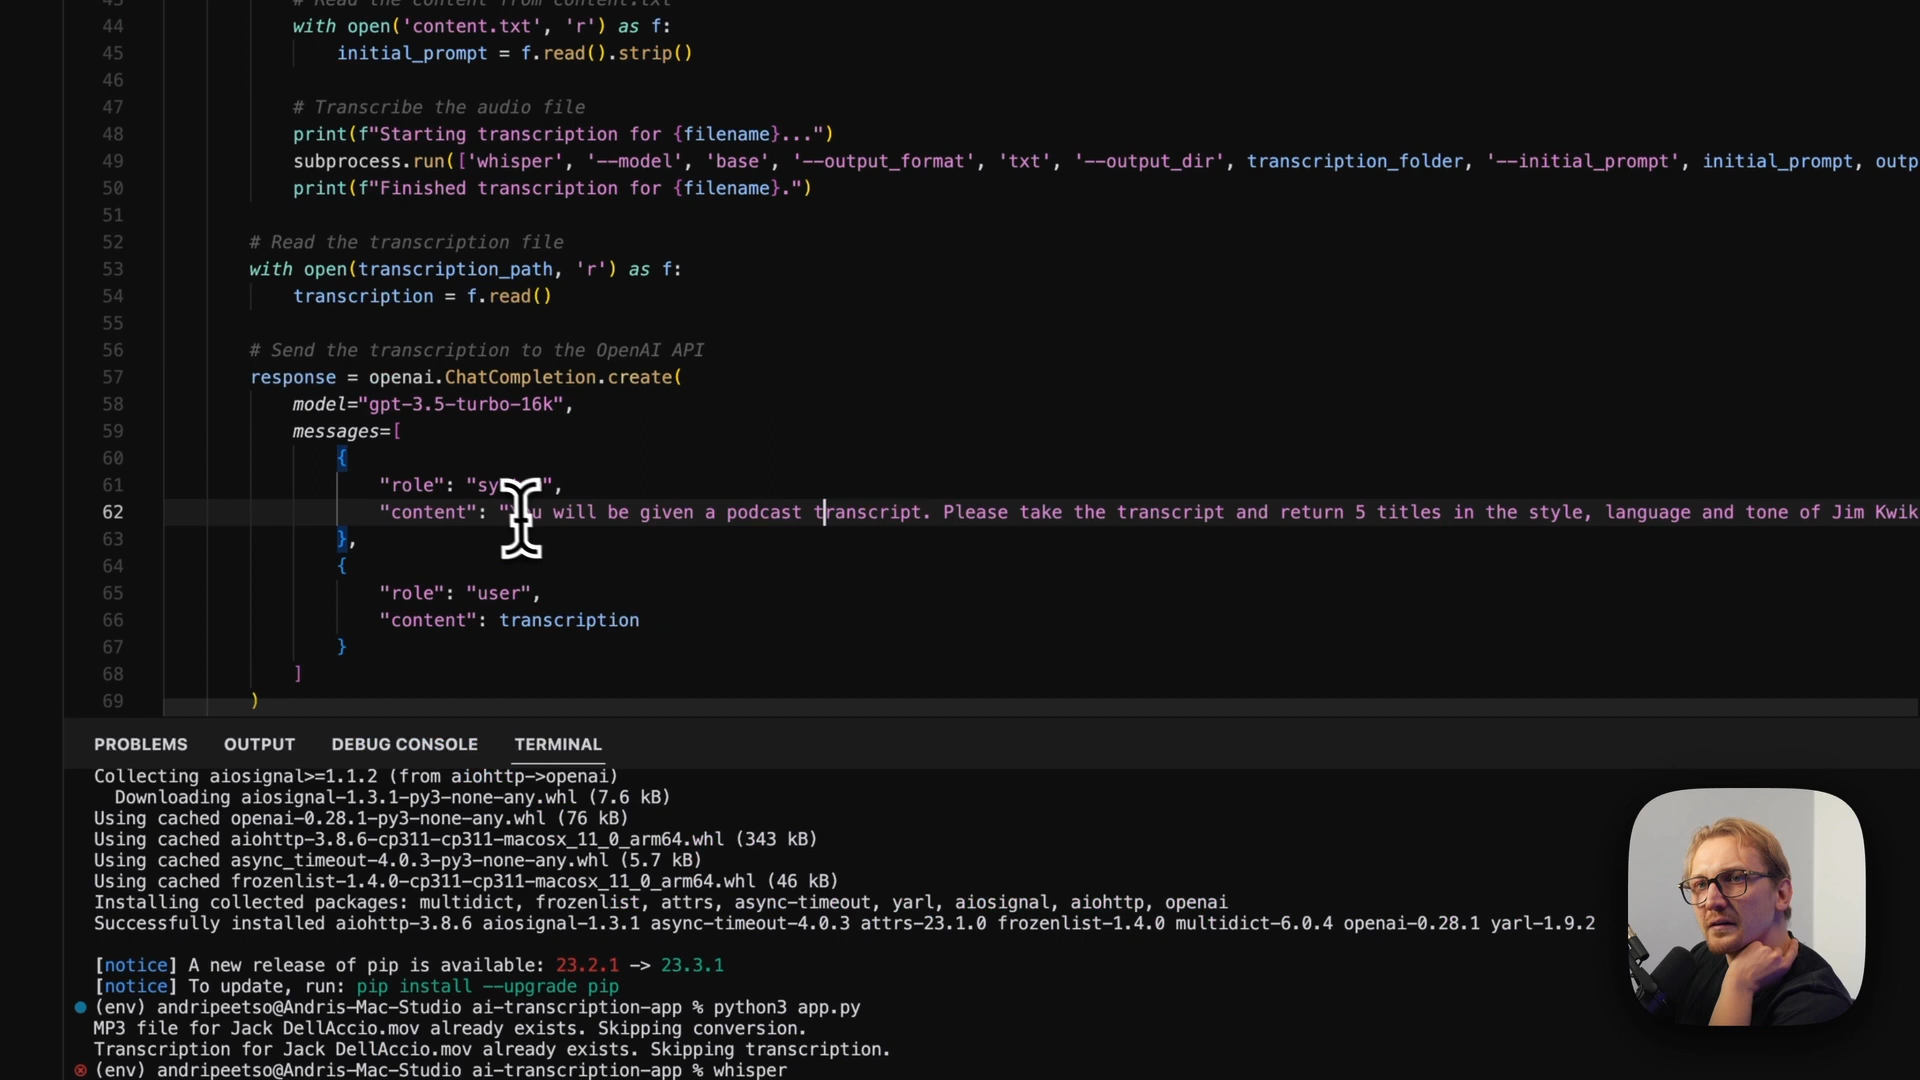 43 # Read the content from content.txt
44 with open('content.txt', 'r') as f:
45 initial_prompt = f.read().strip()
46
47 # Transcribe the audio file
48 print(f"Starting transcription for {filename}...")
49 subprocess.run(['whisper', '--model', 'base', '--output_format', 'txt', '--output_dir', transcription_folder, '--initial_prompt', initial_prompt, outp
50 print(f"Finished transcription for {filename}.")
51
52 # Read the transcription file
53 with open(transcription_path, 'r') as f:
54 transcription = f.read()
55
56 # Send the transcription to the OpenAI API
57 response = openai.ChatCompletion.create(
58 model="gpt-3.5-turbo-16k",
59 messages=[
60 {
61 "role": "sy",
62 "content": "You will be given a podcast transcript. Please take the transcript and return 5 titles in the style, language and tone of Jim Kwik
63 },
64 {
65 "role": "user",
66 "content": transcription
67 }
68 ]
69 )
PROBLEMS OUTPUT DEBUG CONSOLE TERMINAL
Collecting aiosignal>=1.1.2 (from aiohttp->openai)
Downloading aiosignal-1.3.1-py3-none-any.whl (7.6 kB)
Using cached openai-0.28.1-py3-none-any.whl (76 kB)
Using cached aiohttp-3.8.6-cp311-cp311-macosx_11_0_arm64.whl (343 kB)
Using cached async_timeout-4.0.3-py3-none-any.whl (5.7 kB)
Using cached frozenlist-1.4.0-cp311-cp311-macosx_11_0_arm64.whl (46 kB)
Installing collected packages: multidict, frozenlist, attrs, async-timeout, yarl, aiosignal, aiohttp, openai
Successfully installed aiohttp-3.8.6 aiosignal-1.3.1 async-timeout-4.0.3 attrs-23.1.0 frozenlist-1.4.0 multidict-6.0.4 openai-0.28.1 yarl-1.9.2
[notice] A new release of pip is available: 23.2.1 -> 23.3.1
[notice] To update, run: pip install --upgrade pip
(env) andripeetso@Andris-Mac-Studio ai-transcription-app % python3 app.py
MP3 file for Jack DellAccio.mov already exists. Skipping conversion.
Transcription for Jack DellAccio.mov already exists. Skipping transcription.
(env) andripeetso@Andris-Mac-Studio ai-transcription-app % whisper